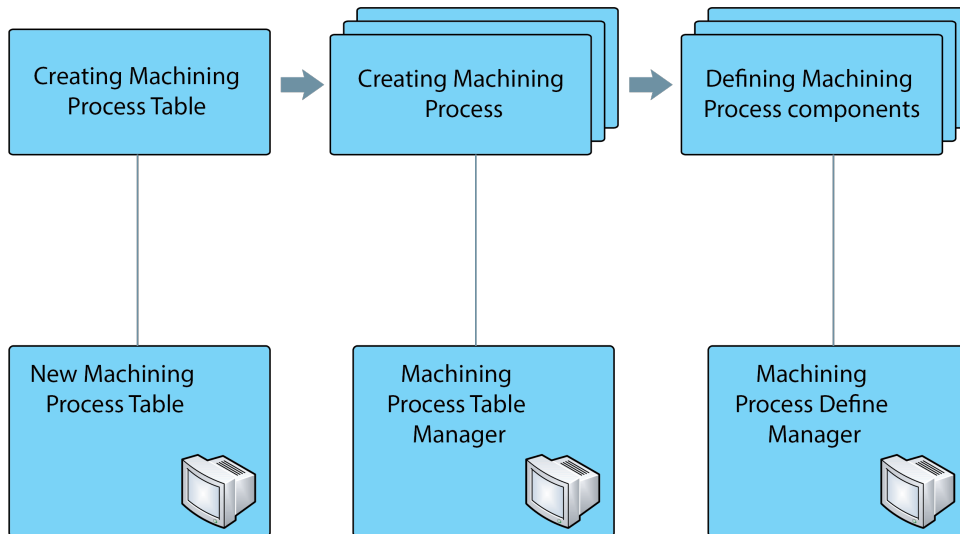 Creating Machining
Process Table
Creating Machining
Process
Defining Machining
Process components
New Machining
Process Table
Machining
Process Table
Manager
Machining
Process Define
Manager